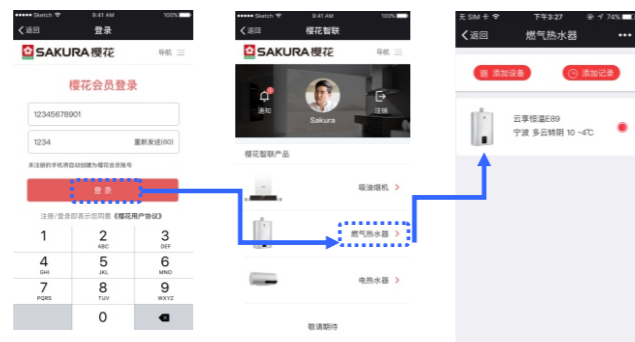 ●●●●● Sketch 9:41 AM 100%
返回 登录
SAKURA樱花 导航
樱花会员登录
12345678901
1234 重新发送(60)
未注册的手机将自动创建为樱花会员账号
登 录
注册/登录即表示您同意《樱花用户协议》
1 2 3
ABC DEF
4 5 6
GHI JKL MNO
7 8 9
PQRS TUV WXYZ
0
●●●●● Sketch 9:41 AM 100%
返回 樱花智联
SAKURA樱花 导航
通知 Sakura 注销
樱花智联产品
吸油烟机 >
燃气热水器 >
电热水器 >
敬请期待
无 SIM 卡 下午3:27 74%
返回 燃气热水器 •••
添加设备 添加记录
云享恒温E89
宁波 多云转阴 10 ~4℃